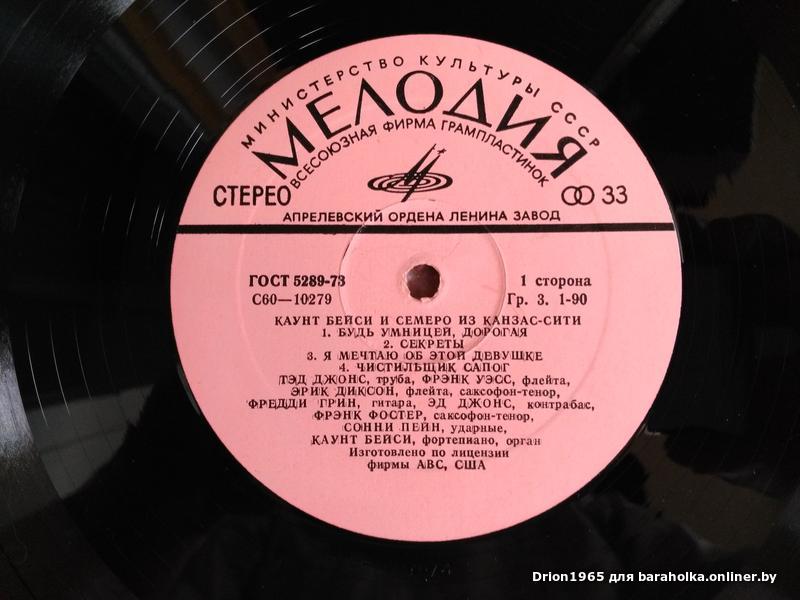 МИНИСТЕРСТВО КУЛЬТУРЫ СССР
МЕЛОДИЯ
ВСЕСОЮЗНАЯ ФИРМА ГРАМПЛАСТИНОК
СТЕРЕО
33
АПРЕЛЕВСКИЙ ОРДЕНА ЛЕНИНА ЗАВОД
ГОСТ 5289-73
1 сторона
С60—10279
Гр. 3. 1-90
КАУНТ БЕЙСИ И СЕМЕРО ИЗ КАНЗАС-СИТИ
1. БУДЬ УМНИЦЕЙ, ДОРОГАЯ
2. СЕКРЕТЫ
3. Я МЕЧТАЮ ОБ ЭТОЙ ДЕВУШКЕ
4. ЧИСТИЛЬЩИК САПОГ
ТЭД ДЖОНС, труба, ФРЭНК УЭСС, флейта,
ЭРИК ДИКСОН, флейта, саксофон-тенор,
ФРЕДДИ ГРИН, гитара, ЭД ДЖОНС, контрабас,
ФРЭНК ФОСТЕР, саксофон-тенор,
СОННИ ПЕЙН, ударные,
КАУНТ БЕЙСИ, фортепиано, орган
Изготовлено по лицензии
фирмы АВС, США
Drion1965 для baraholka.onliner.by